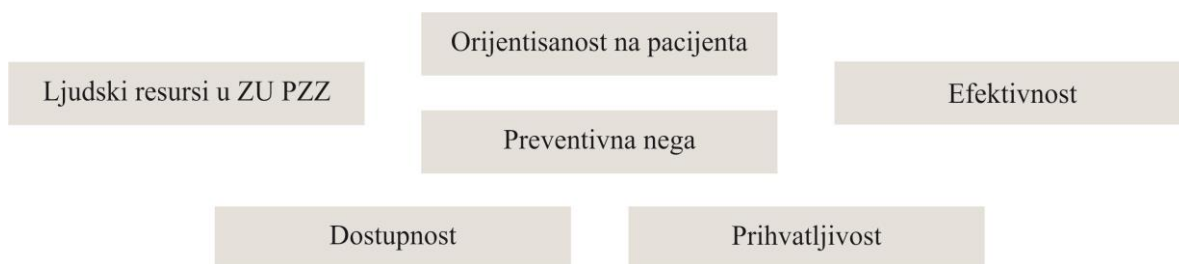 Orijentisanost na pacijenta
Ljudski resursi u ZU PZZ
Efektivnost
Preventivna nega
Dostupnost
Prihvatljivost